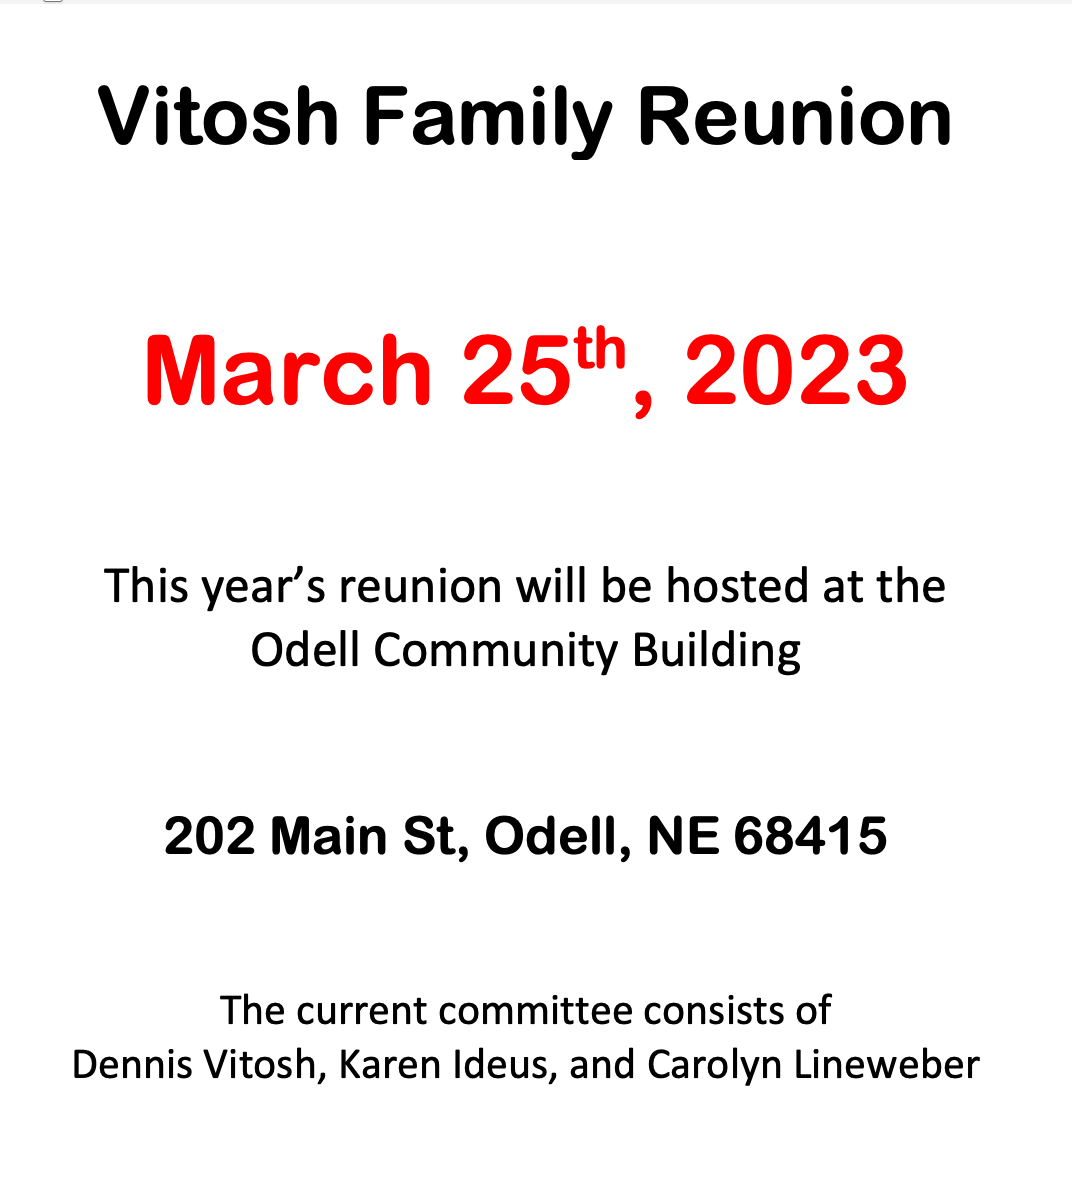 Vitosh Family Reunion
March 25th, 2023
This year’s reunion will be hosted at the
Odell Community Building
202 Main St, Odell, NE 68415
The current committee consists of
Dennis Vitosh, Karen Ideus, and Carolyn Lineweber